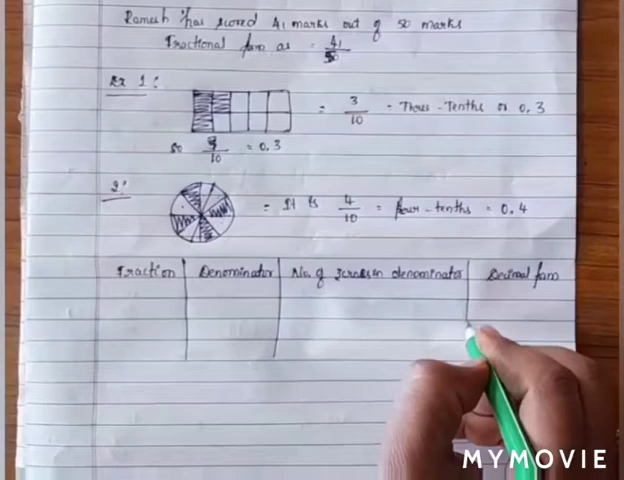 Ramesh has scored 41 marks out of 50 marks
Fractional form as = 41/50
Ex 1:
= 3/10 = Three-Tenths or 0.3
so 3/10 = 0.3
2:
= It is 4/10 = four-tenths = 0.4
Fraction Denominator No. of zeroes in denominator Decimal form
MYMOVIE